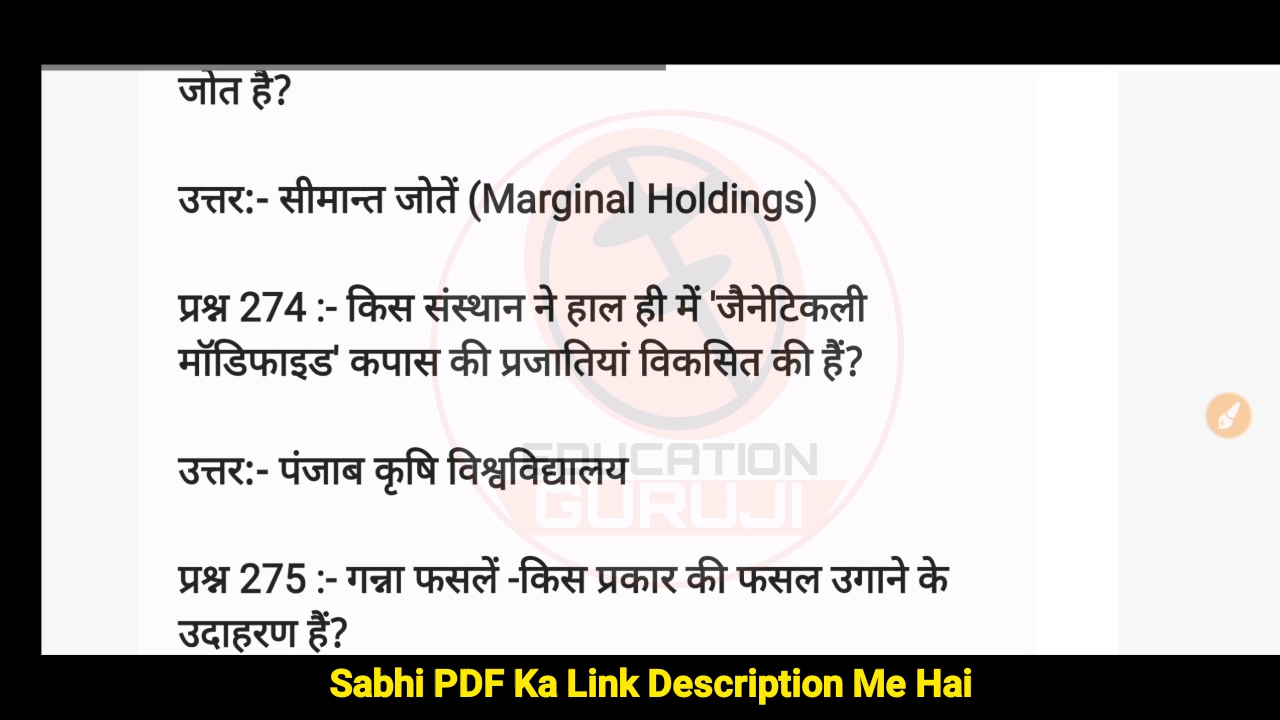 जोत है?
उत्तर:- सीमान्त जोतें (Marginal Holdings)
प्रश्न 274 :- किस संस्थान ने हाल ही में 'जैनेटिकली
मॉडिफाइड' कपास की प्रजातियां विकसित की हैं?
उत्तर:- पंजाब कृषि विश्वविद्यालय
EDUCATION
GURUJI
प्रश्न 275 :- गन्ना फसलें -किस प्रकार की फसल उगाने के
उदाहरण हैं?
Sabhi PDF Ka Link Description Me Hai